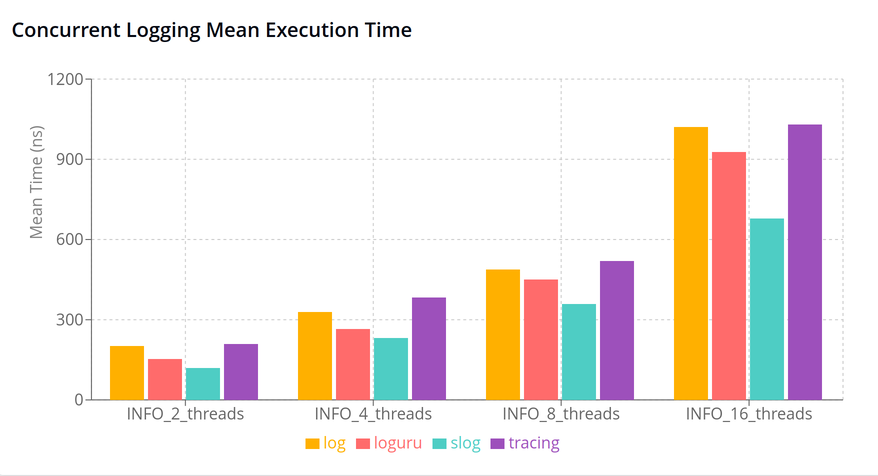 Concurrent Logging Mean Execution Time
1200
900
600
300
0
Mean Time (ns)
INFO_2_threads INFO_4_threads INFO_8_threads INFO_16_threads
log loguru slog tracing